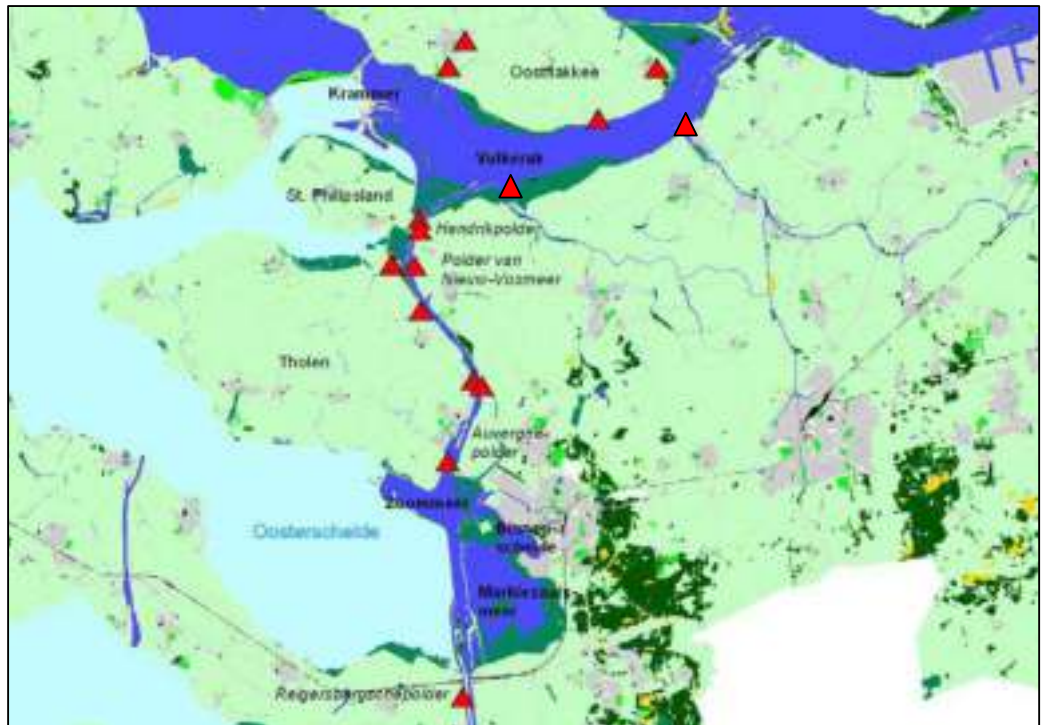 Oostflakkee
Krammer
Volkerak
St. Philipsland
Hendrikpolder
Polder van
Nieuw-Vossmeer
Tholen
Auvergne-
polder
Zoommeer
Oosterschelde
Markiezaats-
meer
Reigersbergschepolder